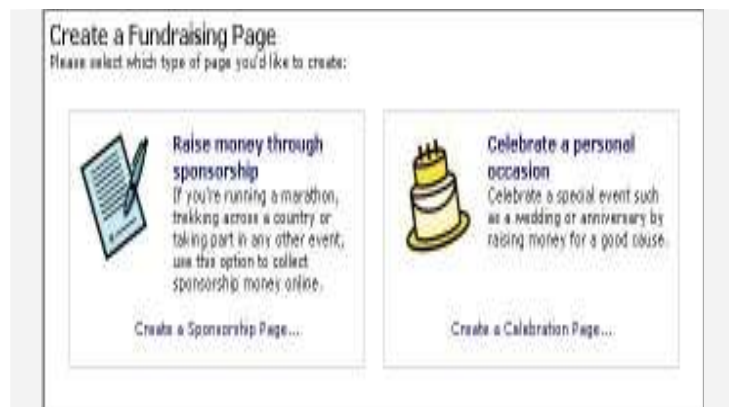 Create a Fundraising Page
Please select which type of page you'd like to create:
Raise money through
sponsorship
If you're running a marathon,
trekking across a country or
taking part in any other event,
use this option to collect
sponsorship money online.
Create a Sponsorship Page...
Celebrate a personal
occasion
Celebrate a special event such
as a wedding or anniversary by
raising money for a good cause.
Create a Celebration Page...